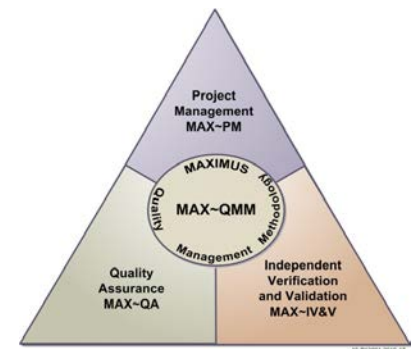 Project
Management
MAX~PM
MAXIMUS
Quality
Management
Methodology
MAX~QMM
Quality
Assurance
MAX~QA
Independent
Verification
and Validation
MAX~IV&V